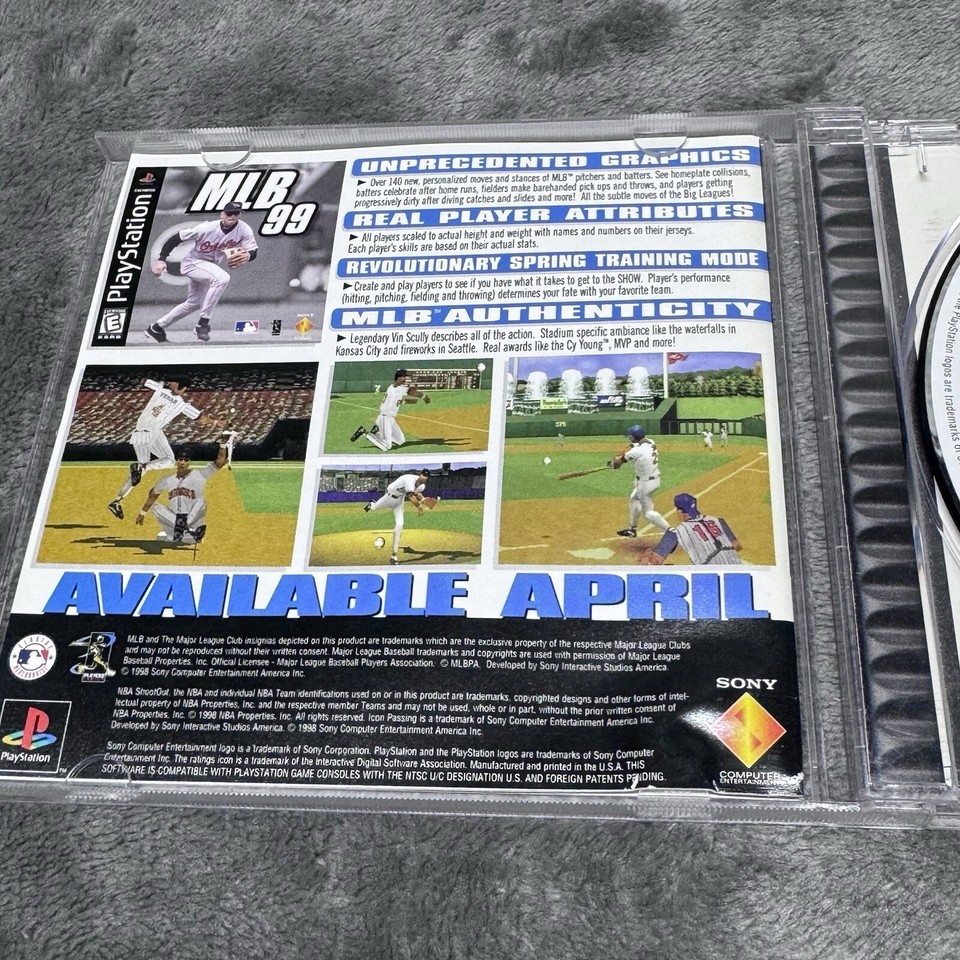 PlayStation
MLB
99
Orioles
E
SONY
UNPRECEDENTED GRAPHICS
► Over 140 new, personalized moves and stances of MLB™ pitchers and batters. See homeplate collisions,
batters celebrate after home runs, fielders make barehanded pick ups and throws, and players getting
progressively dirty after diving catches and slides and more! All the subtle moves of the Big Leagues!
REAL PLAYER ATTRIBUTES
► All players scaled to actual height and weight with names and numbers on their jerseys.
Each player's skills are based on their actual stats.
REVOLUTIONARY SPRING TRAINING MODE
► Create and play players to see if you have what it takes to get to the SHOW. Player's performance
(hitting, pitching, fielding and throwing) determines your fate with your favorite team.
MLB™ AUTHENTICITY
► Legendary Vin Scully describes all of the action. Stadium specific ambiance like the waterfalls in
Kansas City and fireworks in Seattle. Real awards like the Cy Young™, MVP and more!
375
16
AVAILABLE APRIL
MLB and The Major League Club insignias depicted on this product are trademarks which are the exclusive property of the respective Major League Clubs
and may not be reproduced without their written consent. Major League Baseball trademarks and copyrights are used with permission of Major League
Baseball Properties, Inc. Official Licensee - Major League Baseball Players Association. © MLBPA. Developed by Sony Interactive Studios America.
© 1998 Sony Computer Entertainment America Inc.
NBA ShootOut, the NBA and individual NBA Team identifications used on or in this product are trademarks, copyrighted designs and other forms of intel-
lectual property of NBA Properties, Inc. and the respective member Teams and may not be used, whole or in part, without the prior written consent of
NBA Properties, Inc. © 1998 NBA Properties, Inc. All rights reserved. Icon Passing is a trademark of Sony Computer Entertainment America Inc.
Developed by Sony Interactive Studios America. © 1998 Sony Computer Entertainment America Inc.
Sony Computer Entertainment logo is a trademark of Sony Corporation. PlayStation and the PlayStation logos are trademarks of Sony Computer
Entertainment Inc. The ratings icon is a trademark of the Interactive Digital Software Association. Manufactured and printed in the U.S.A. THIS
SOFTWARE IS COMPATIBLE WITH PLAYSTATION GAME CONSOLES WITH THE NTSC U/C DESIGNATION U.S. AND FOREIGN PATENTS PENDING.
PlayStation
TM
SONY
COMPUTER
ENTERTAINMENT
the PlayStation logos are trademarks of